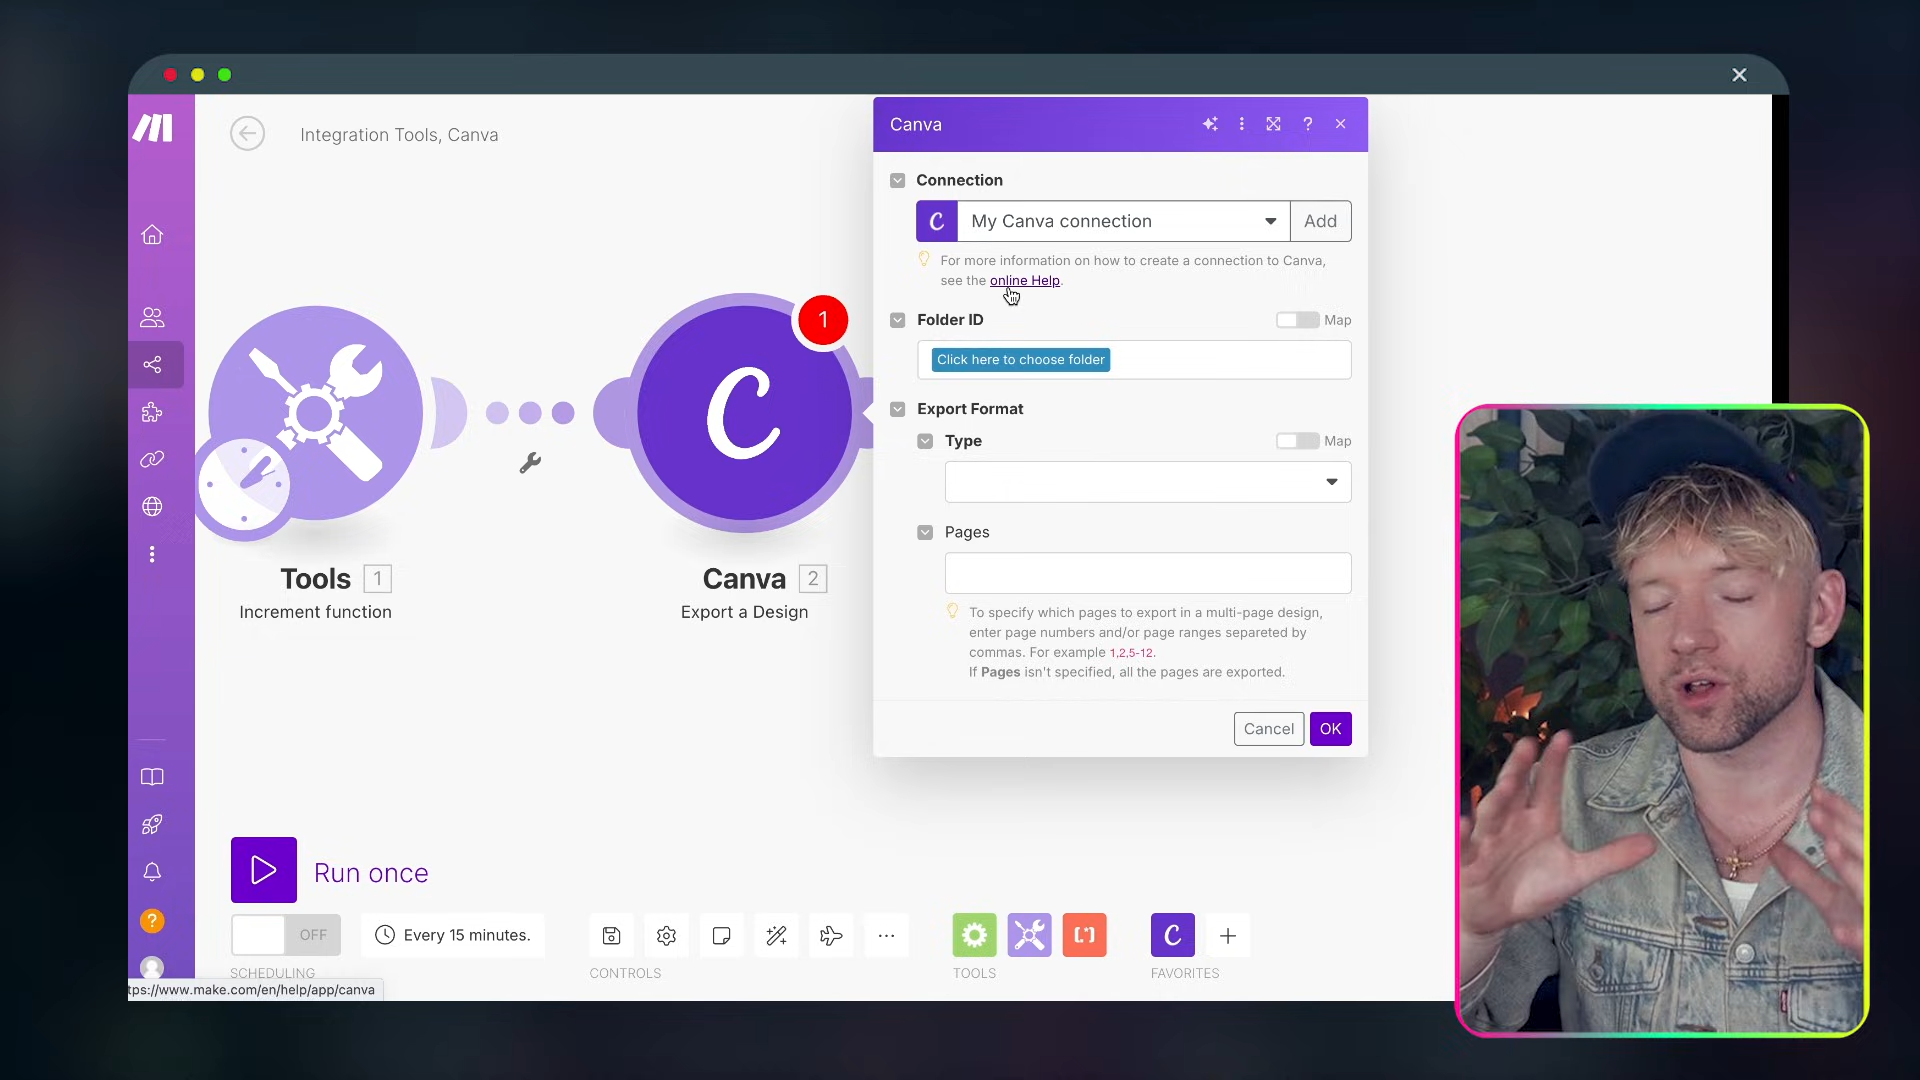 Integration Tools, Canva
Canva
?
Connection
C
My Canva connection
Add
For more information on how to create a connection to Canva,
see the online Help.
Folder ID
Map
Click here to choose folder
Export Format
Type
Map
Pages
To specify which pages to export in a multi-page design,
enter page numbers and/or page ranges separeted by
commas. For example 1,2,5-12.
If Pages isn't specified, all the pages are exported.
Cancel
OK
1
C
Tools 1
Increment function
Canva 2
Export a Design
Run once
OFF
Every 15 minutes.
SCHEDULING
CONTROLS
TOOLS
C
FAVORITES
?
tps://www.make.com/en/help/app/canva